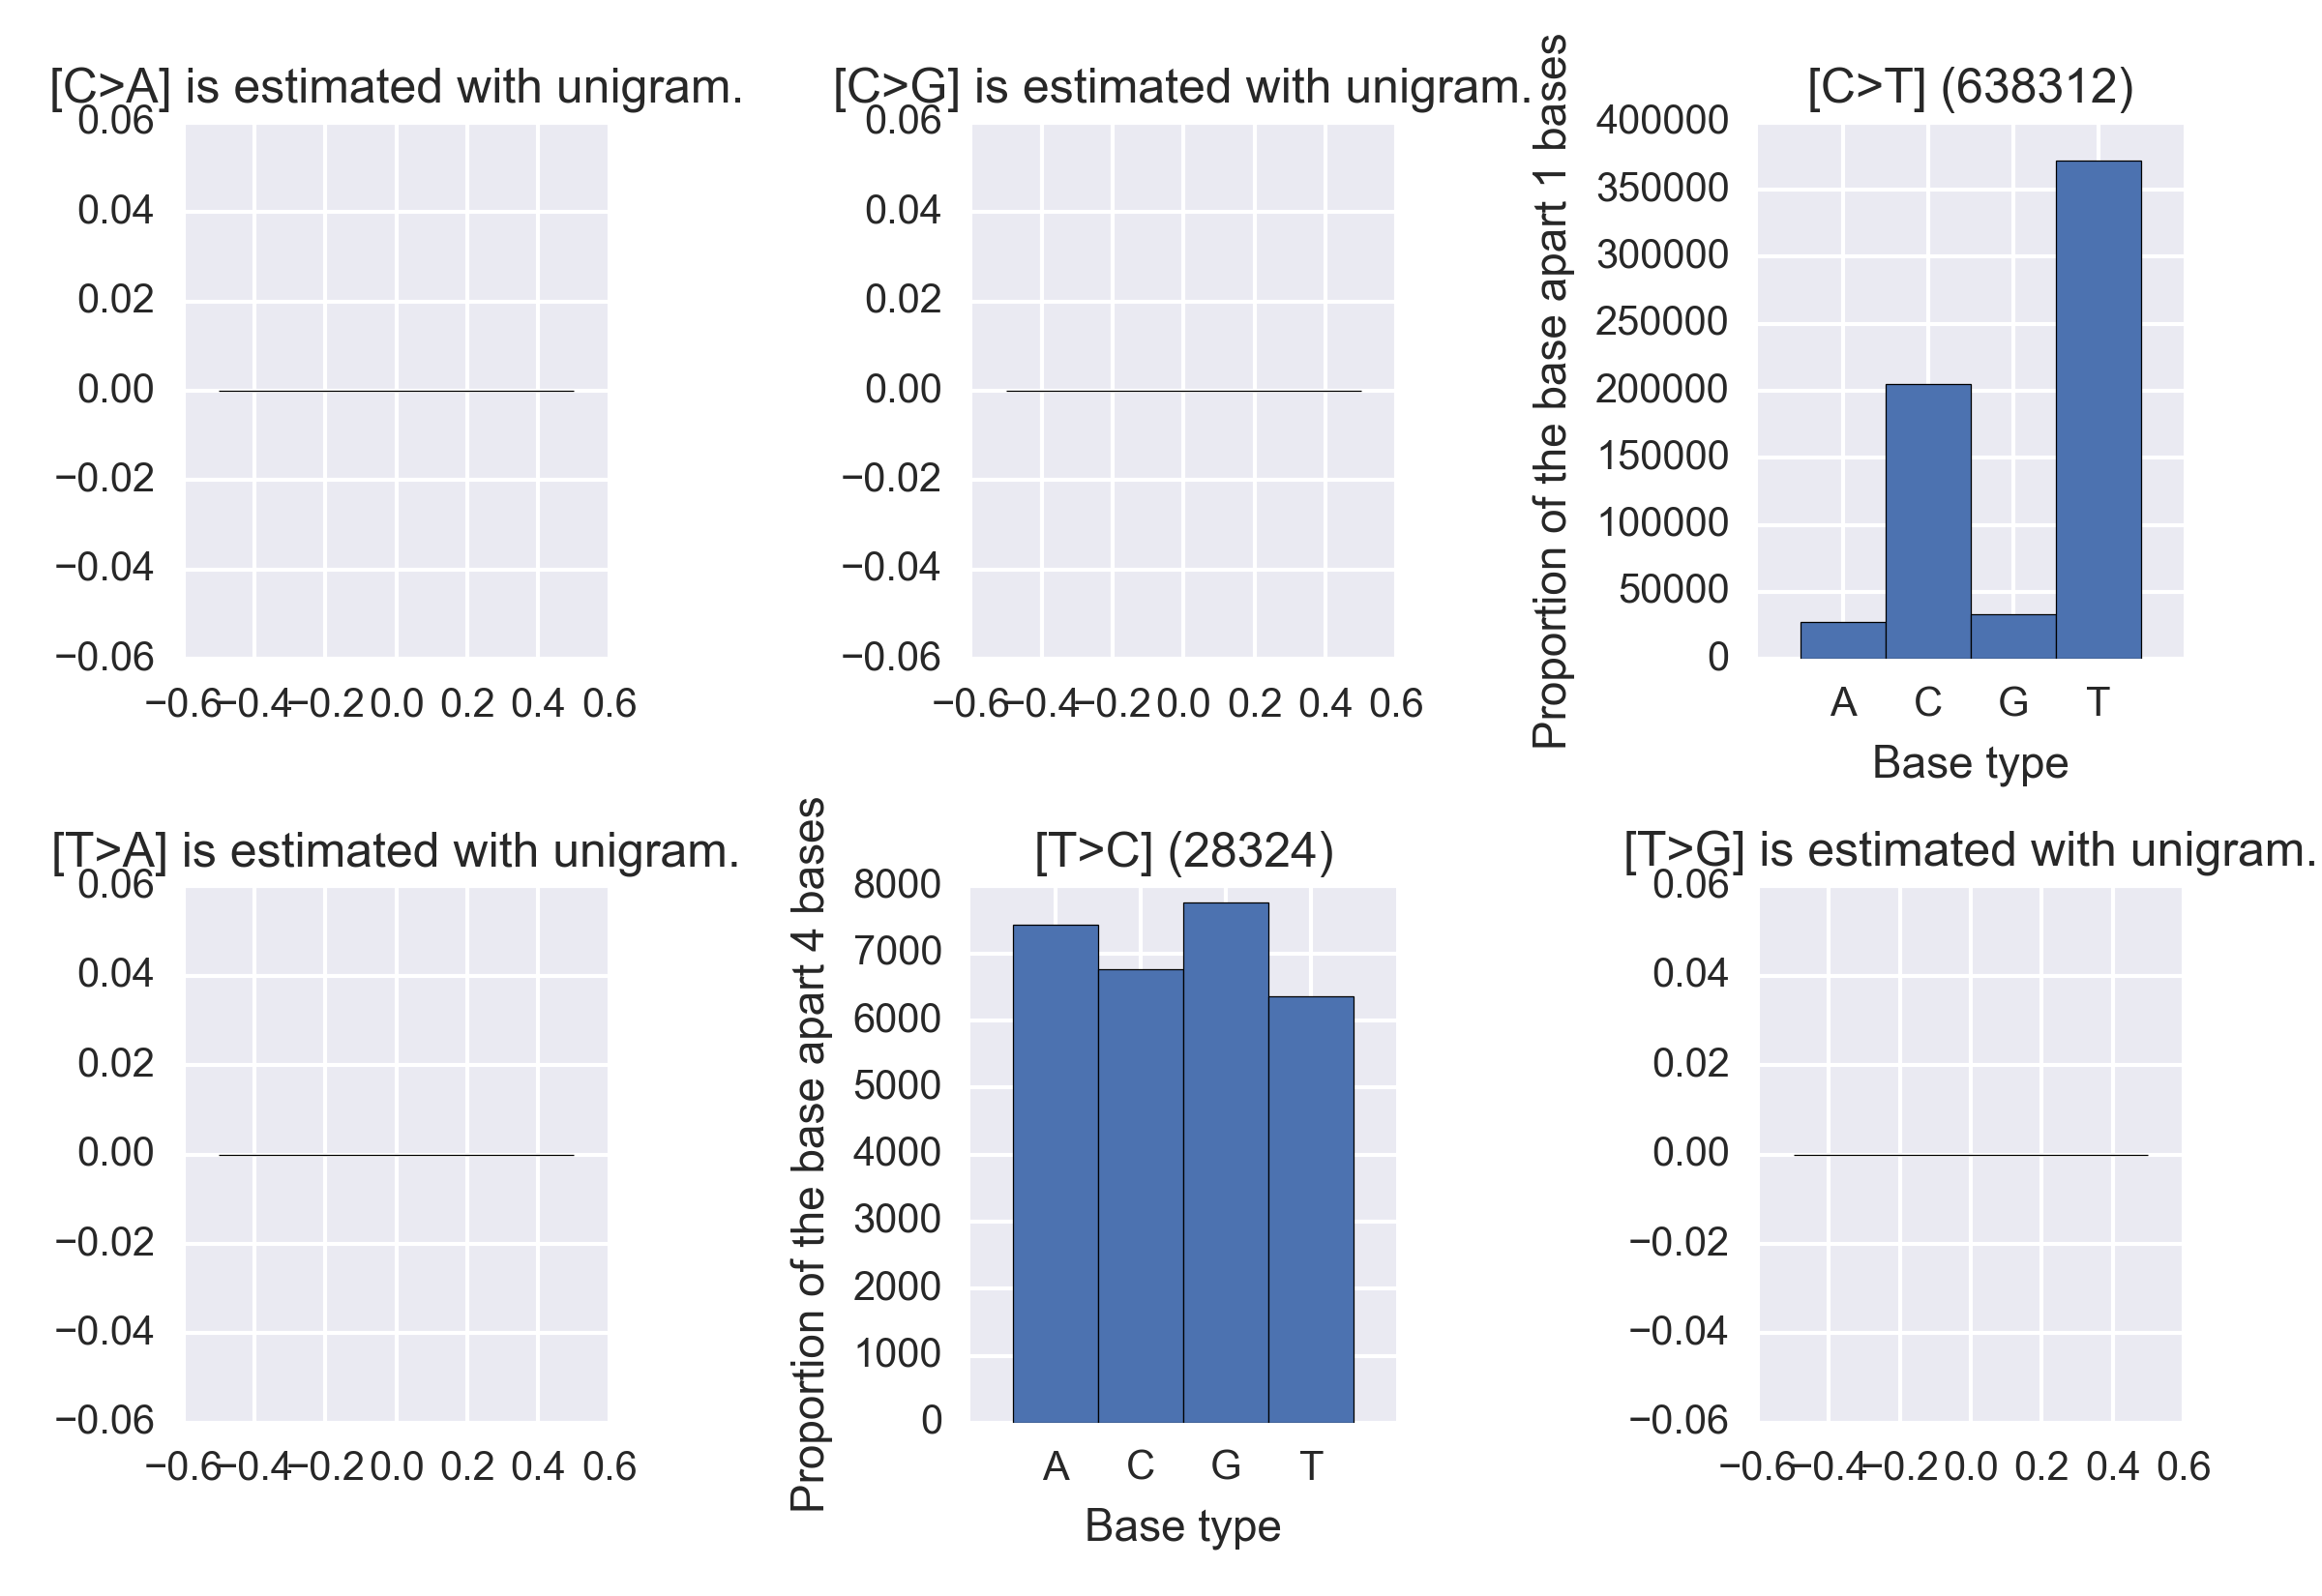 [C>A] is estimated with unigram.
0.06
0.04
0.02
0.00
−0.02
−0.04
−0.06
−0.6 −0.4 −0.2 0.0 0.2 0.4 0.6
[C>G] is estimated with unigram.
0.06
0.04
0.02
0.00
−0.02
−0.04
−0.06
−0.6 −0.4 −0.2 0.0 0.2 0.4 0.6
[C>T] (638312)
Proportion of the base apart 1 bases
400000
350000
300000
250000
200000
150000
100000
50000
0
A C G T
Base type
[T>A] is estimated with unigram.
0.06
0.04
0.02
0.00
−0.02
−0.04
−0.06
−0.6 −0.4 −0.2 0.0 0.2 0.4 0.6
[T>C] (28324)
Proportion of the base apart 4 bases
8000
7000
6000
5000
4000
3000
2000
1000
0
A C G T
Base type
[T>G] is estimated with unigram.
0.06
0.04
0.02
0.00
−0.02
−0.04
−0.06
−0.6 −0.4 −0.2 0.0 0.2 0.4 0.6